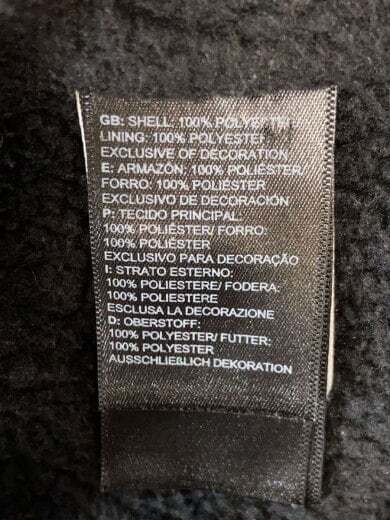 GB: SHELL: 100% POLYESTER/
LINING: 100% POLYESTER
EXCLUSIVE OF DECORATION
E: ARMAZÓN: 100% POLIÉSTER/
FORRO: 100% POLIÉSTER
EXCLUSIVO DE DECORACIÓN
P: TECIDO PRINCIPAL:
100% POLIÉSTER/ FORRO:
100% POLIÉSTER
EXCLUSIVO PARA DECORAÇÃO
I: STRATO ESTERNO:
100% POLIESTERE/ FODERA:
100% POLIESTERE
ESCLUSA LA DECORAZIONE
D: OBERSTOFF:
100% POLYESTER/ FUTTER:
100% POLYESTER
AUSSCHLIEßLICH DEKORATION